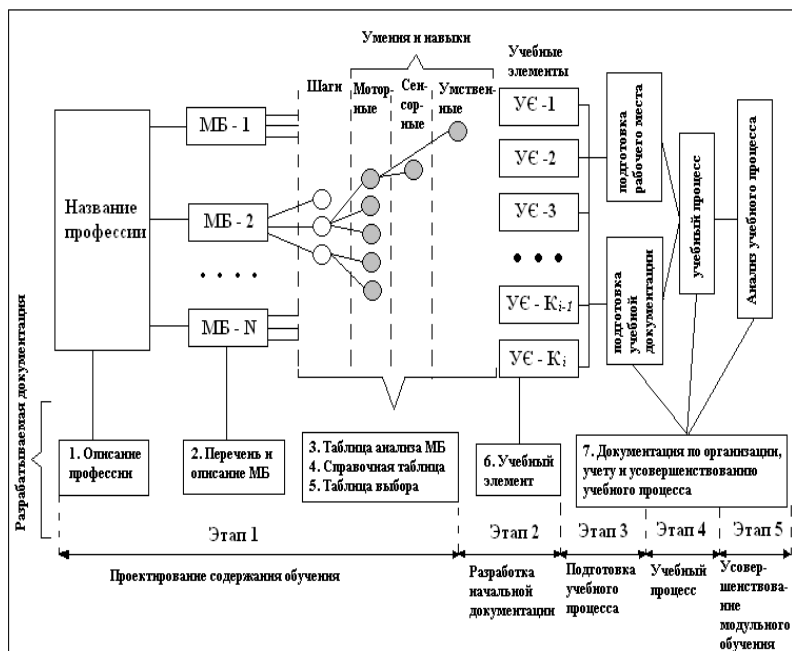 Умения и навыки
Учебные
элементы
Шаги
Моторные
Сен-
сор-
ные
Умственные
Название
профессии
МБ - 1
МБ - 2
. . . .
МБ - N
УЄ -1
УЄ -2
УЄ -3
• • •
УЄ - Кi-1
УЄ - Кi
подготовка
рабочего места
подготовка
учебной
документации
учебный процесс
Анализ учебного процесса
Разрабатываемая документация
1. Описание
профессии
2. Перечень и
описание МБ
3. Таблица анализа МБ
4. Справочная таблица
5. Таблица выбора
6. Учебный
элемент
7. Документация по организации,
учету и усовершенствованию
учебного процесса
Этап 1
Этап 2
Этап 3
Этап 4
Этап 5
Проектирование содержания обучения
Разработка
начальной
документации
Подготовка
учебного
процесса
Учебный
процесс
Усовер-
шенствова-
ние
модульного
обучения